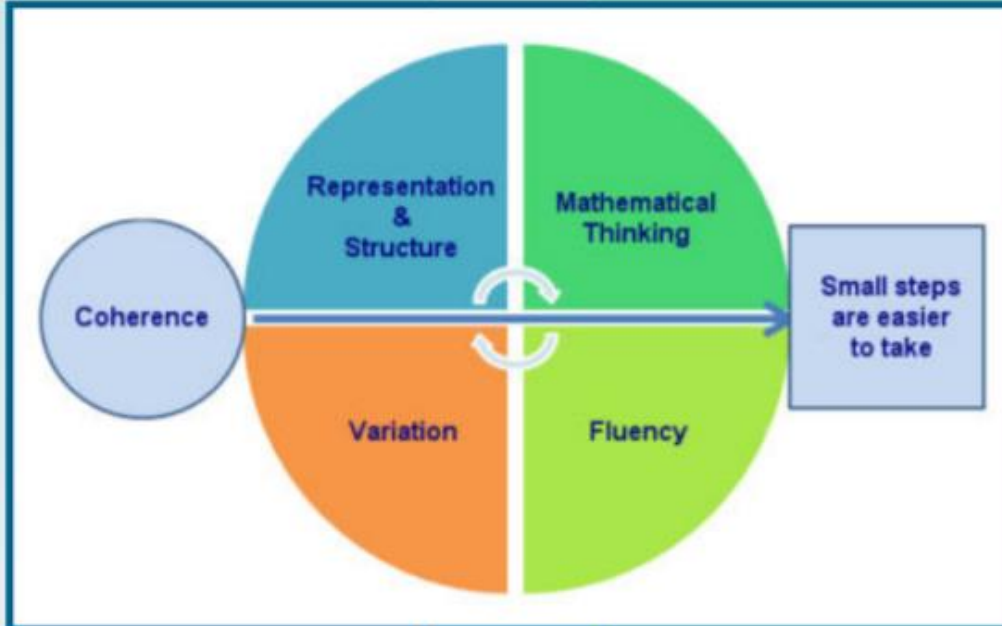 Representation
&
Structure
Mathematical
Thinking
Coherence
Small steps
are easier
to take
Variation
Fluency